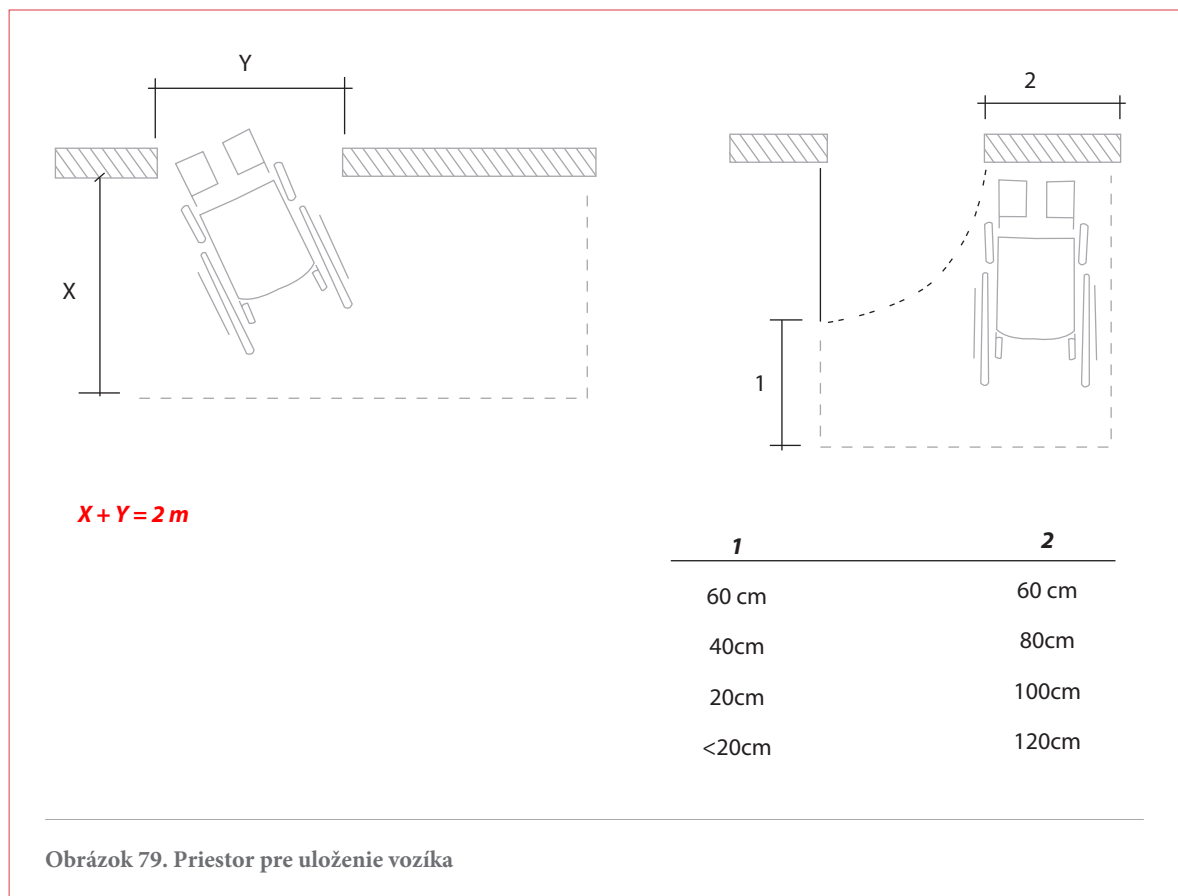 Y
2
X
1
X + Y = 2 m
1 2
60 cm 60 cm
40cm 80cm
20cm 100cm
<20cm 120cm
Obrázok 79. Priestor pre uloženie vozíka